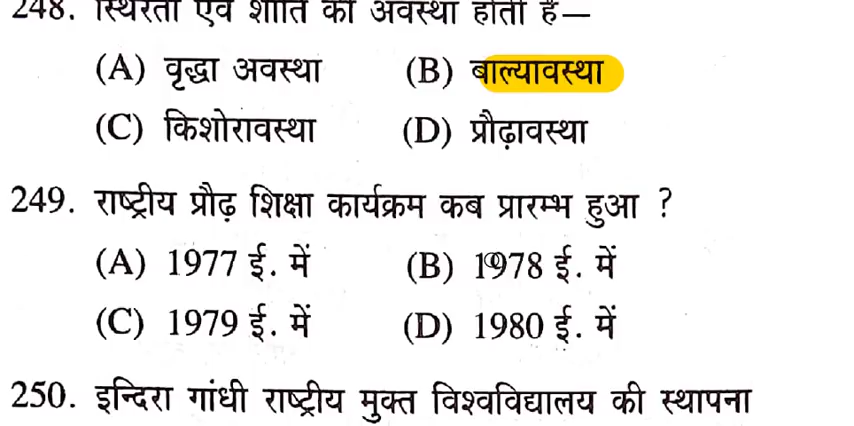 248. स्थिरता एवं शांति की अवस्था होती है—
(A) वृद्धा अवस्था (B) बाल्यावस्था
(C) किशोरावस्था (D) प्रौढ़ावस्था
249. राष्ट्रीय प्रौढ़ शिक्षा कार्यक्रम कब प्रारम्भ हुआ ?
(A) 1977 ई. में (B) 1978 ई. में
(C) 1979 ई. में (D) 1980 ई. में
250. इन्दिरा गांधी राष्ट्रीय मुक्त विश्वविद्यालय की स्थापना